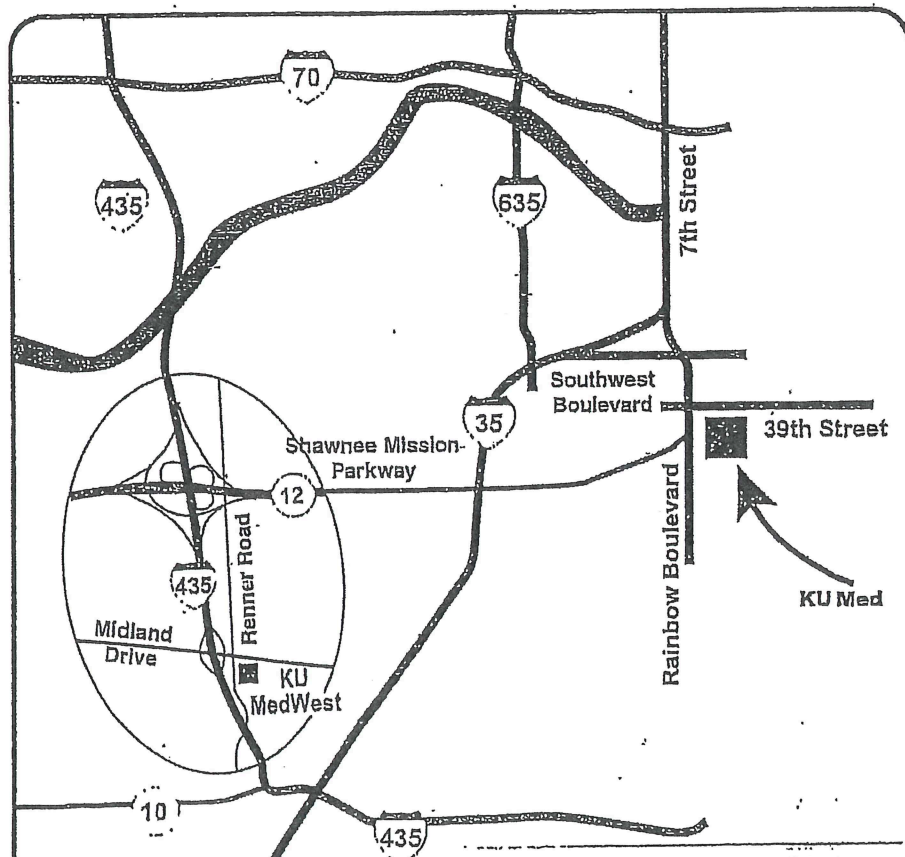 70
435
635
7th Street
Southwest
Boulevard
35
39th Street
Shawnee Mission
Parkway
12
Renner Road
Rainbow Boulevard
435
KU Med
Midland
Drive
KU
MedWest
10
435